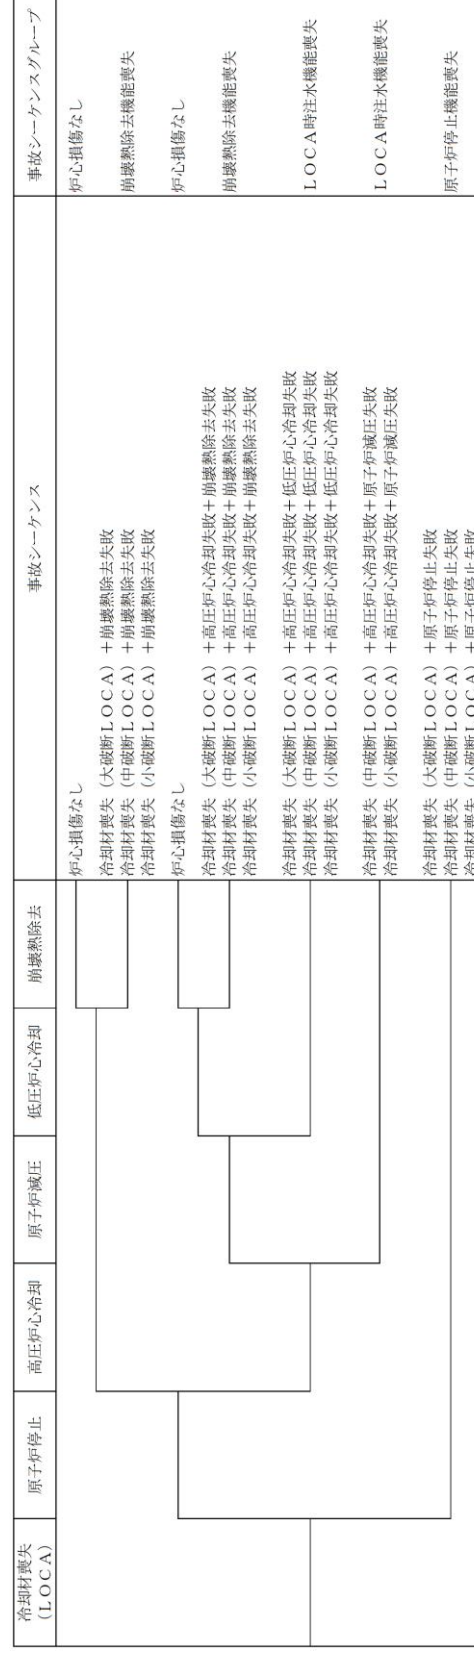 冷却材喪失
(LOCA)
原子炉停止
高圧炉心冷却
原子炉減圧
低圧炉心冷却
崩壊熱除去
事故シーケンス
事故シーケンスグループ
炉心損傷なし
炉心損傷なし
冷却材喪失(大破断LOCA)+崩壊熱除去失敗
冷却材喪失(中破断LOCA)+崩壊熱除去失敗
崩壊熱除去機能喪失
冷却材喪失(小破断LOCA)+崩壊熱除去失敗
炉心損傷なし
炉心損傷なし
冷却材喪失(大破断LOCA)+高圧炉心冷却失敗+崩壊熱除去失敗
冷却材喪失(中破断LOCA)+高圧炉心冷却失敗+崩壊熱除去失敗
崩壊熱除去機能喪失
冷却材喪失(小破断LOCA)+高圧炉心冷却失敗+崩壊熱除去失敗
冷却材喪失(大破断LOCA)+高圧炉心冷却失敗+低圧炉心冷却失敗
冷却材喪失(中破断LOCA)+高圧炉心冷却失敗+低圧炉心冷却失敗
LOCA時注水機能喪失
冷却材喪失(小破断LOCA)+高圧炉心冷却失敗+低圧炉心冷却失敗
冷却材喪失(中破断LOCA)+高圧炉心冷却失敗+原子炉減圧失敗
LOCA時注水機能喪失
冷却材喪失(小破断LOCA)+高圧炉心冷却失敗+原子炉減圧失敗
冷却材喪失(大破断LOCA)+原子炉停止失敗
冷却材喪失(中破断LOCA)+原子炉停止失敗
原子炉停止機能喪失
冷却材喪失(小破断LOCA)+原子炉停止失敗